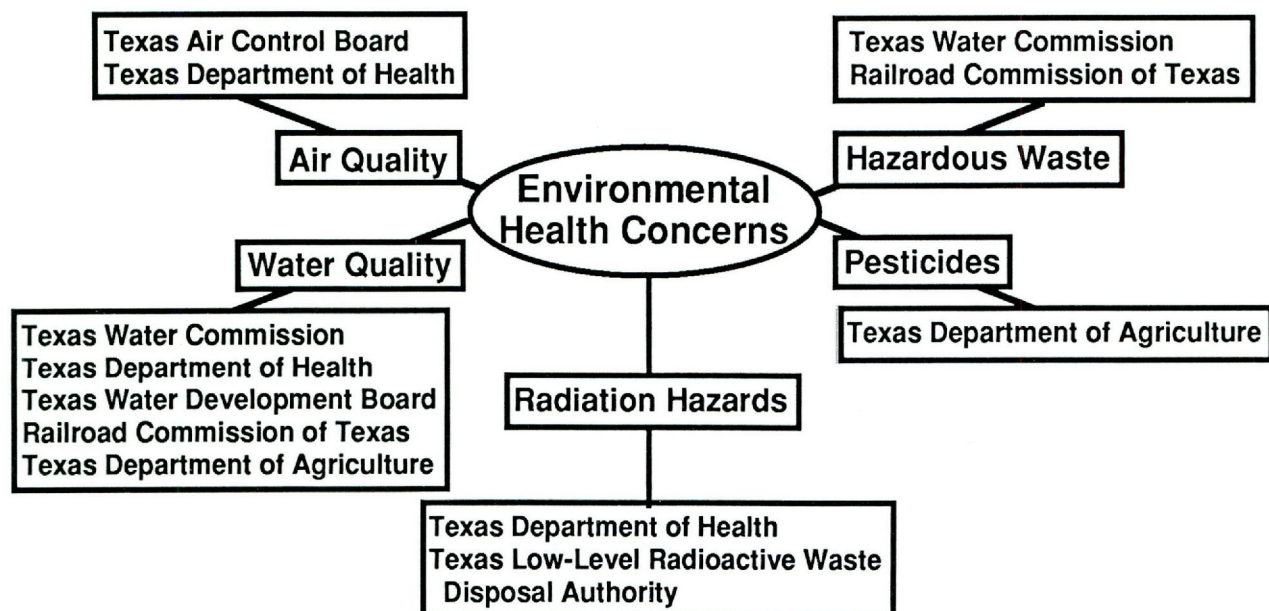 Texas Air Control Board
Texas Department of Health
Texas Water Commission
Railroad Commission of Texas
Air Quality
Environmental
Health Concerns
Hazardous Waste
Water Quality
Pesticides
Texas Water Commission
Texas Department of Health
Texas Water Development Board
Railroad Commission of Texas
Texas Department of Agriculture
Texas Department of Agriculture
Radiation Hazards
Texas Department of Health
Texas Low-Level Radioactive Waste
Disposal Authority